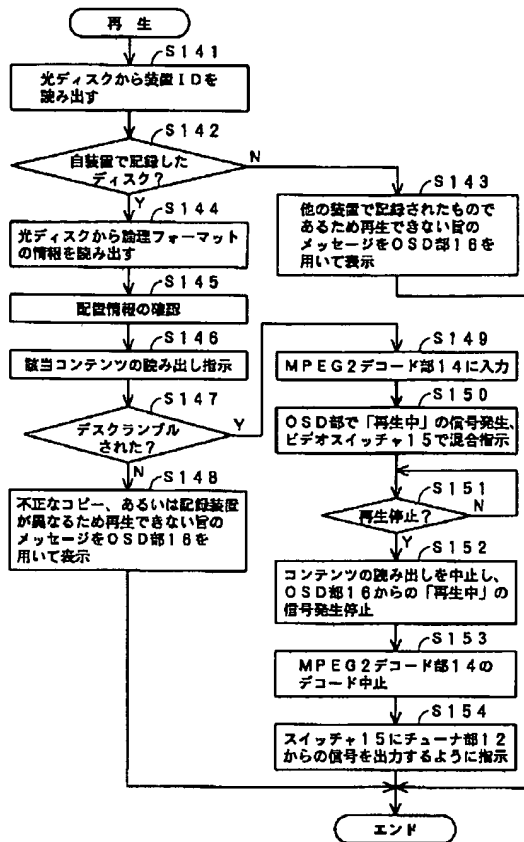 再生
S141
光ディスクから装置IDを
読み出す
S142
自装置で記録した
ディスク?
N
Y
S143
他の装置で記録されたもので
あるため再生できない旨の
メッセージをOSD部16を
用いて表示
S144
光ディスクから論理フォーマット
の情報を読み出す
S145
配置情報の確認
S146
該当コンテンツの読み出し指示
S147
デスクランブル
された?
Y
N
S148
不正なコピー、あるいは記録装置
が異なるため再生できない旨の
メッセージをOSD部16を
用いて表示
S149
MPEG2デコード部14に入力
S150
OSD部で「再生中」の信号発生、
ビデオスイッチャ15で混合指示
S151
再生停止?
N
Y
S152
コンテンツの読み出しを中止し、
OSD部16からの「再生中」の
信号発生停止
S153
MPEG2デコード部14の
デコード中止
S154
スイッチャ15にチューナ部12
からの信号を出力するように指示
エンド